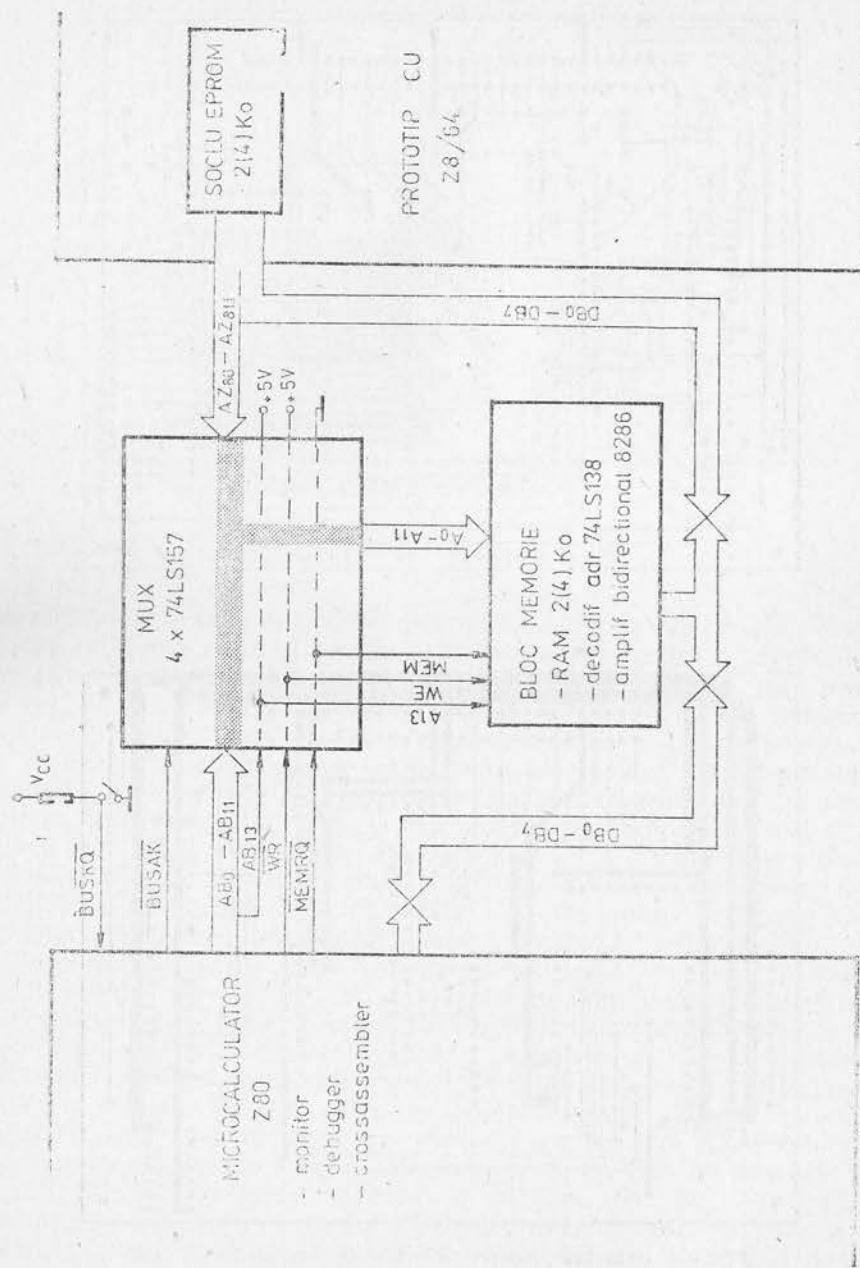 Vcc
BUSRQ
BUSAK
AB0 – AB11
AB13
WR
MEMRQ
MICROCALCULATOR
Z80
- monitor
- debugger
- crossassembler
MUX
4 x 74LS157
A13
WE
MEM
A0 – A11
AZ80 – AZ811
+5V
+5V
BLOC MEMORIE
- RAM 2(4) Ko
- decodif adr 74LS138
- amplif bidirectional 8286
DB0 – DB7
DB0 – DB7
SOCLU EPROM
2(4) Ko
PROTOTIP CU
Z8/64